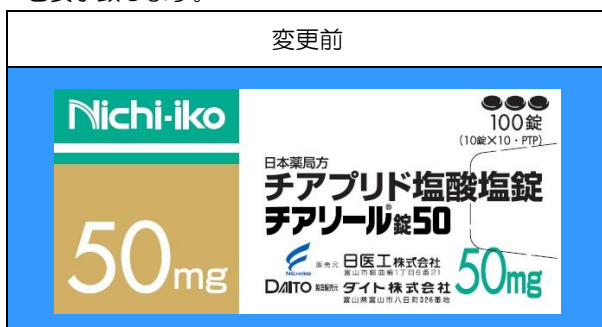 変更前
Nichi-iko
50mg
100錠
(10錠×10・PTP)
日本薬局方
チアプリド塩酸塩錠
チアリール®錠50
Nichi-iko
販売元 日医工株式会社
富山市総曲輪1丁目6番21
DAITO 製造販売元 ダイト株式会社
富山県富山市八日町326番地
50mg